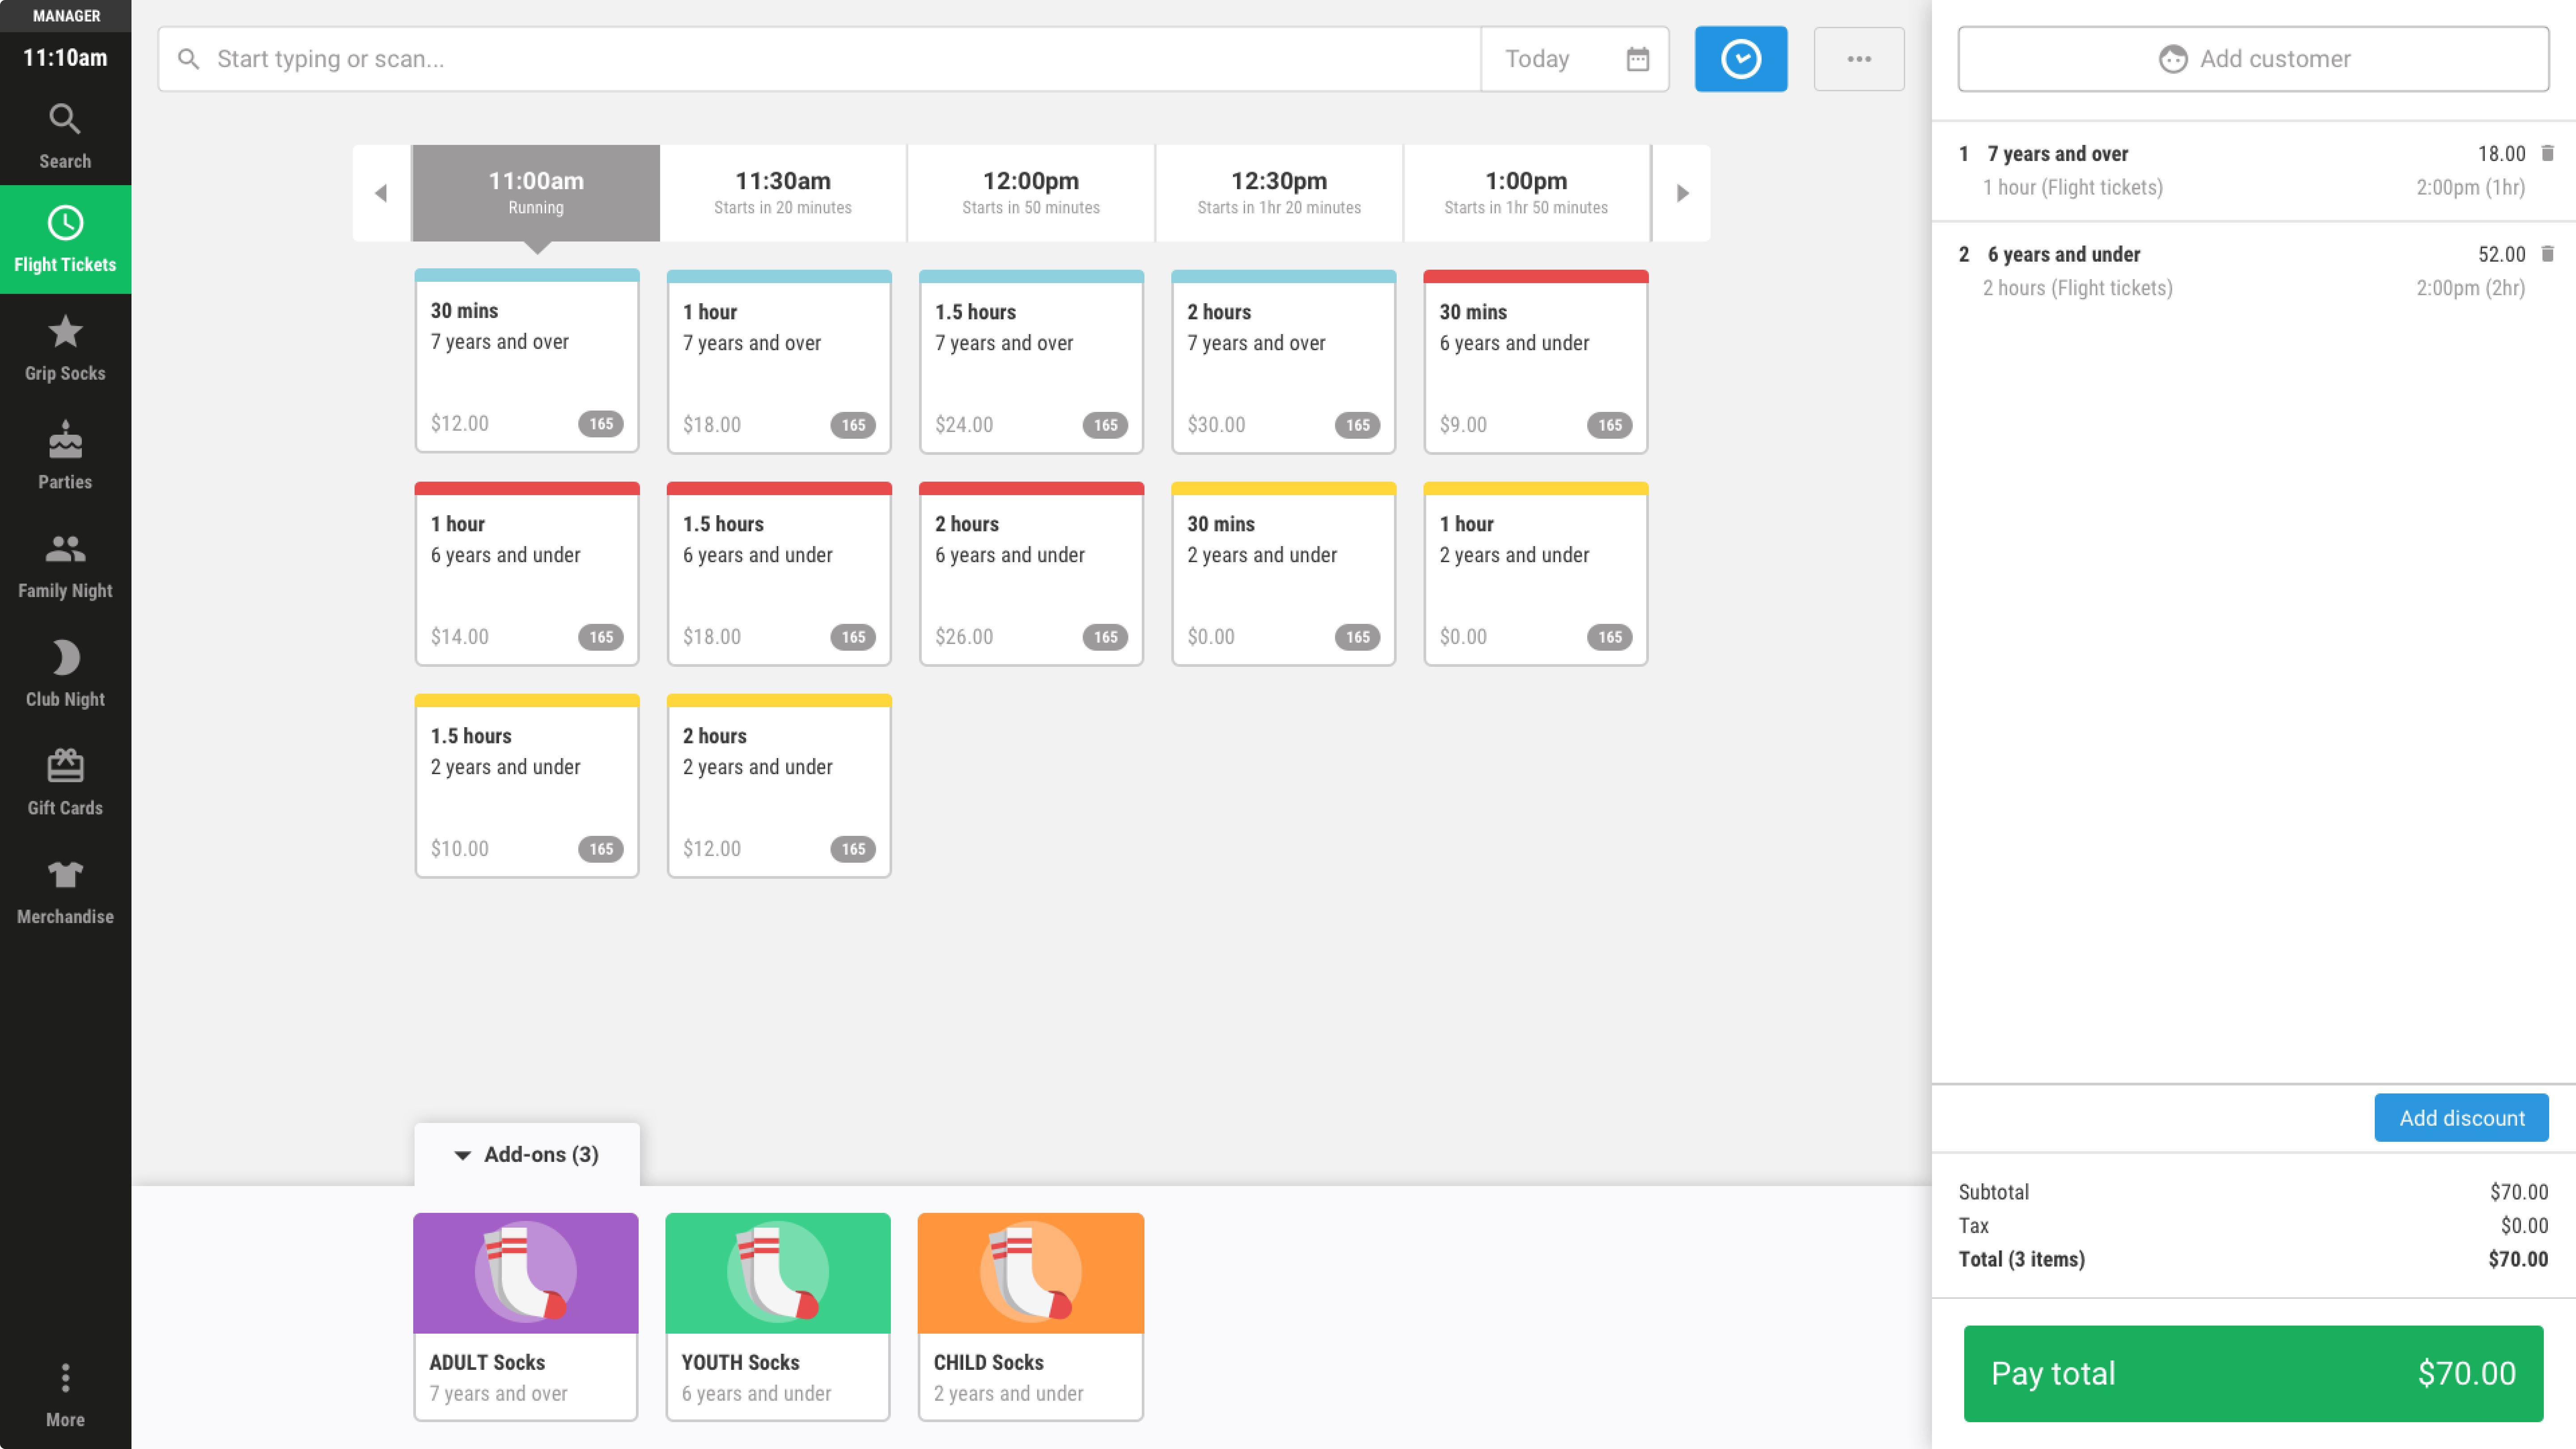 MANAGER
11:10am
Search
Flight Tickets
Grip Socks
Parties
Family Night
Club Night
Gift Cards
Merchandise
More
Start typing or scan...
Today
11:00am
Running
11:30am
Starts in 20 minutes
12:00pm
Starts in 50 minutes
12:30pm
Starts in 1hr 20 minutes
1:00pm
Starts in 1hr 50 minutes
30 mins
7 years and over
$12.00 165
1 hour
7 years and over
$18.00 165
1.5 hours
7 years and over
$24.00 165
2 hours
7 years and over
$30.00 165
30 mins
6 years and under
$9.00 165
1 hour
6 years and under
$14.00 165
1.5 hours
6 years and under
$18.00 165
2 hours
6 years and under
$26.00 165
30 mins
2 years and under
$0.00 165
1 hour
2 years and under
$0.00 165
1.5 hours
2 years and under
$10.00 165
2 hours
2 years and under
$12.00 165
Add-ons (3)
ADULT Socks
7 years and over
YOUTH Socks
6 years and under
CHILD Socks
2 years and under
Add customer
1 7 years and over 18.00
1 hour (Flight tickets) 2:00pm (1hr)
2 6 years and under 52.00
2 hours (Flight tickets) 2:00pm (2hr)
Add discount
Subtotal $70.00
Tax $0.00
Total (3 items) $70.00
Pay total $70.00